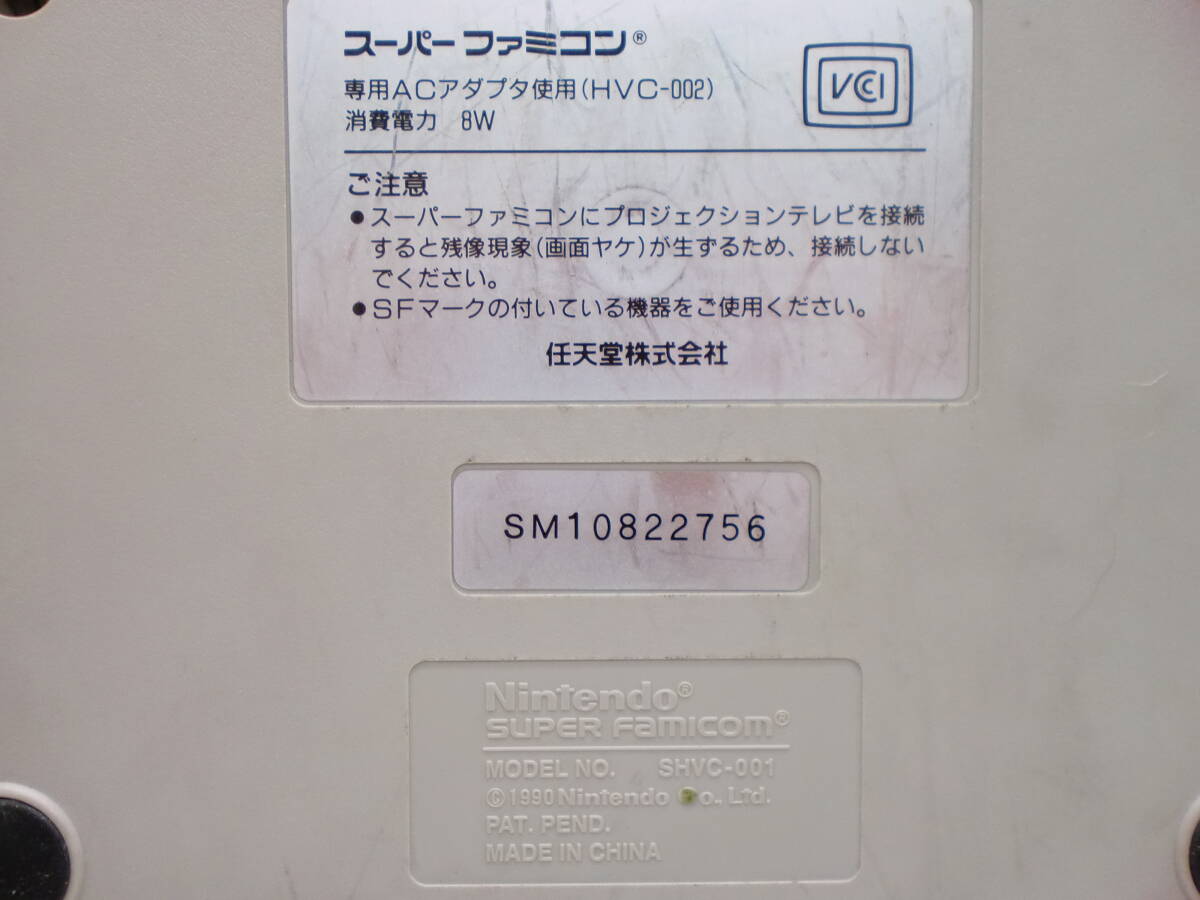 スーパーファミコン®
専用ACアダプタ使用(HVC-002)
消費電力 8W
VCCI
ご注意
●スーパーファミコンにプロジェクションテレビを接続
すると残像現象(画面ヤケ)が生ずるため、接続しない
でください。
●SFマークの付いている機器をご使用ください。
任天堂株式会社
SM10822756
Nintendo®
SUPER FAMICOM®
MODEL NO. SHVC-001
©1990 Nintendo Co., Ltd.
PAT. PEND.
MADE IN CHINA